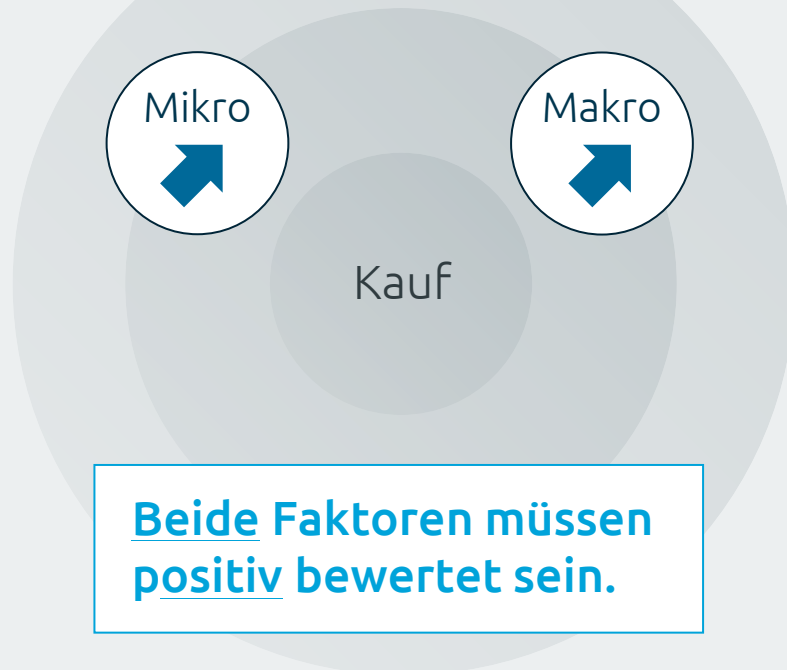 Mikro
Makro
Kauf
Beide Faktoren müssen
positiv bewertet sein.